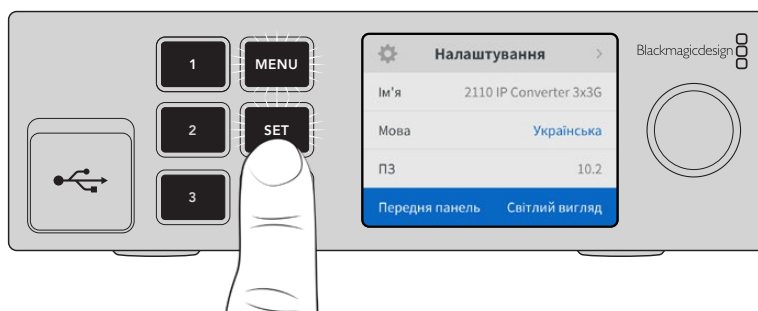 1
MENU
2
SET
3
Налаштування
Ім'я 2110 IP Converter 3x3G
Мова Українська
ПЗ 10.2
Передня панель Світлий вигляд
Blackmagicdesign